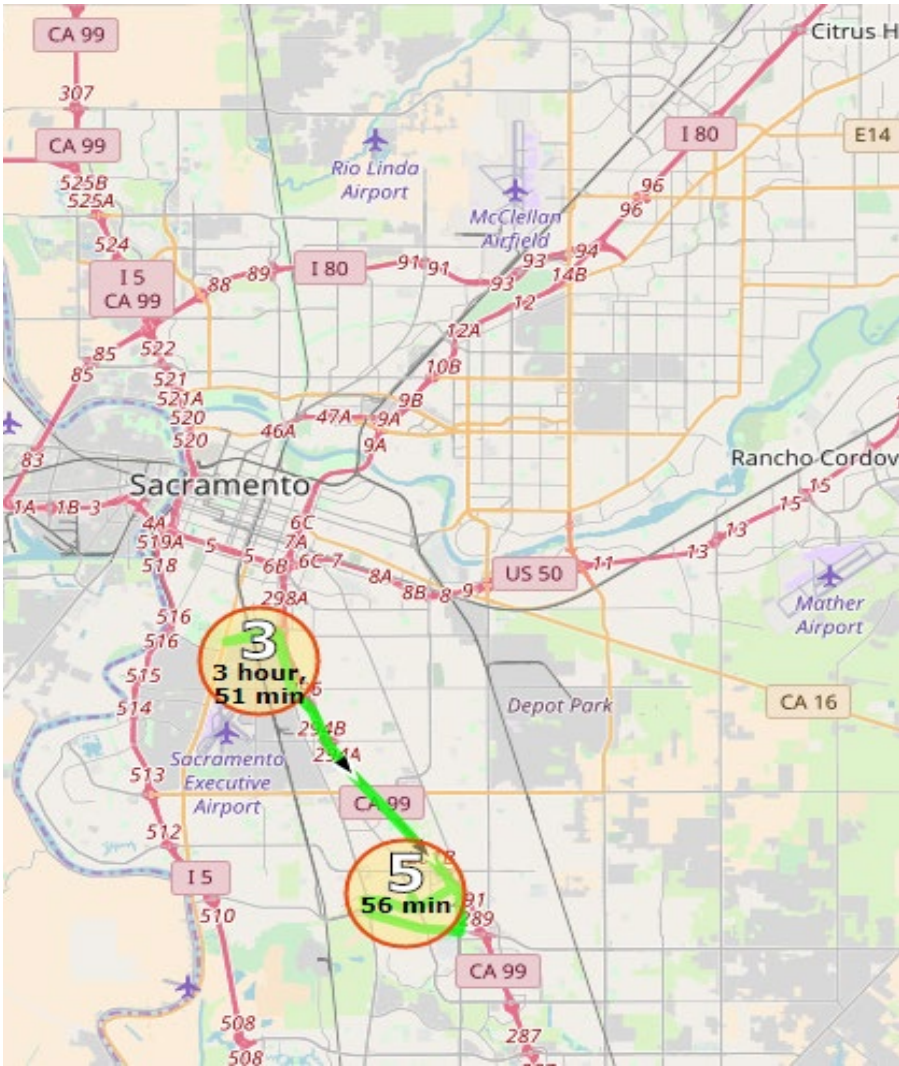 CA 99
Citrus H
307
CA 99
I 80
E14
Rio Linda
Airport
525B
525A
McClellan
Airfield
96
96
524
I 5
CA 99
88
89
I 80
91
91
93
93
94
14B
12
522
12A
85
85
521
521A
520
520
10B
9B
9A
9A
46A
47A
83
Sacramento
Rancho Cordov
1A
1B
3
4A
519A
518
5
5
6B
6C
7A
6C
7
8A
8B
8
9
US 50
11
13
13
15
15
298A
Mather
Airport
516
516
515
514
3
3 hour,
51 min
Depot Park
CA 16
294B
294A
Sacramento
Executive
Airport
513
CA 99
512
I 5
510
5
56 min
B
91
289
CA 99
287
508
508